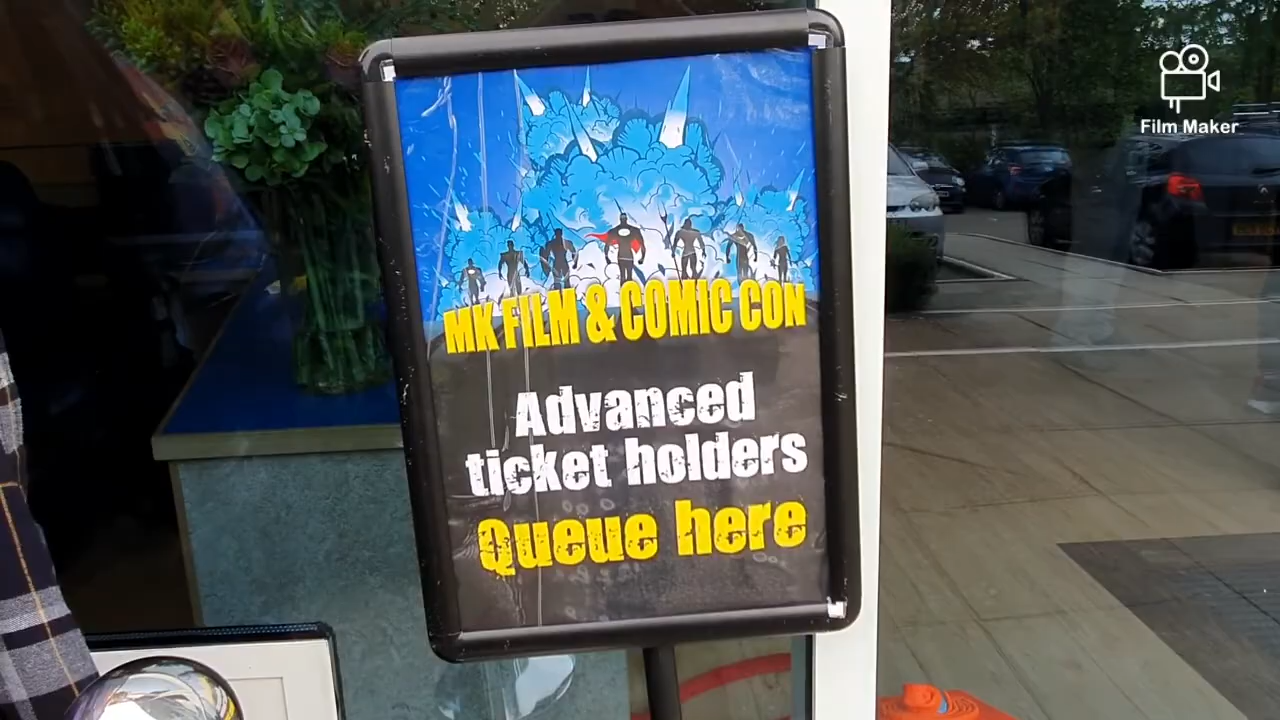 Film Maker
MK FILM & COMIC CON
Advanced
ticket holders
Queue here